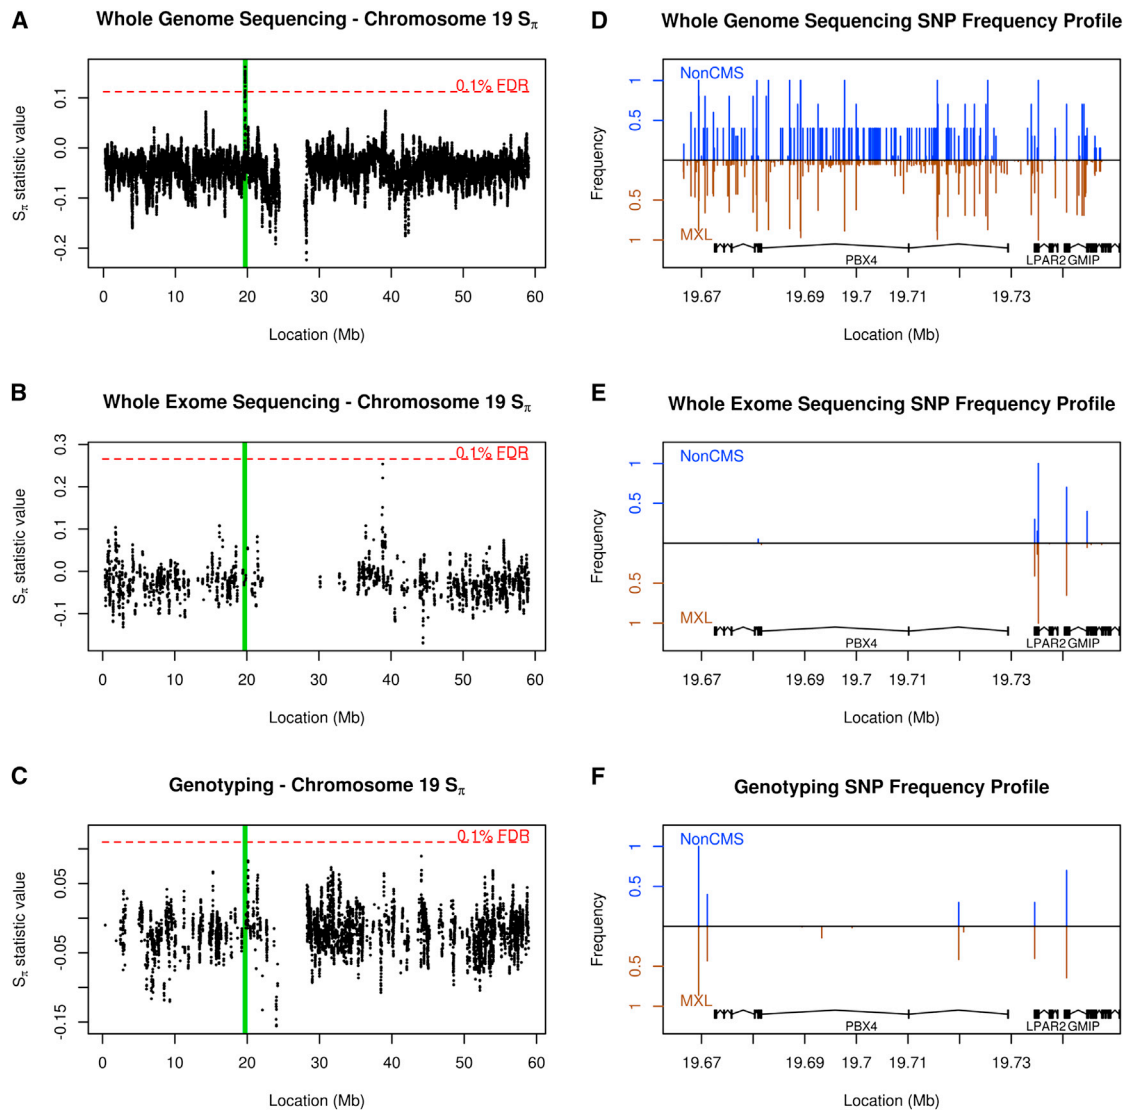 A
Whole Genome Sequencing - Chromosome 19 Sπ
Sπ statistic value
0.1
0.0
-0.1
-0.2
0.1% FDR
0 10 20 30 40 50 60
Location (Mb)
D
Whole Genome Sequencing SNP Frequency Profile
Frequency
1
0.5
0.5
1
NonCMS
MXL
PBX4
LPAR2 GMIP
19.67 19.69 19.7 19.71 19.73
Location (Mb)
B
Whole Exome Sequencing - Chromosome 19 Sπ
Sπ statistic value
0.3
0.2
0.1
0.0
-0.1
0.1% FDR
0 10 20 30 40 50 60
Location (Mb)
E
Whole Exome Sequencing SNP Frequency Profile
Frequency
1
0.5
0.5
1
NonCMS
MXL
PBX4
LPAR2 GMIP
19.67 19.69 19.7 19.71 19.73
Location (Mb)
C
Genotyping - Chromosome 19 Sπ
Sπ statistic value
0.05
-0.05
-0.15
0.1% FDR
0 10 20 30 40 50 60
Location (Mb)
F
Genotyping SNP Frequency Profile
Frequency
1
0.5
0.5
1
NonCMS
MXL
PBX4
LPAR2 GMIP
19.67 19.69 19.7 19.71 19.73
Location (Mb)